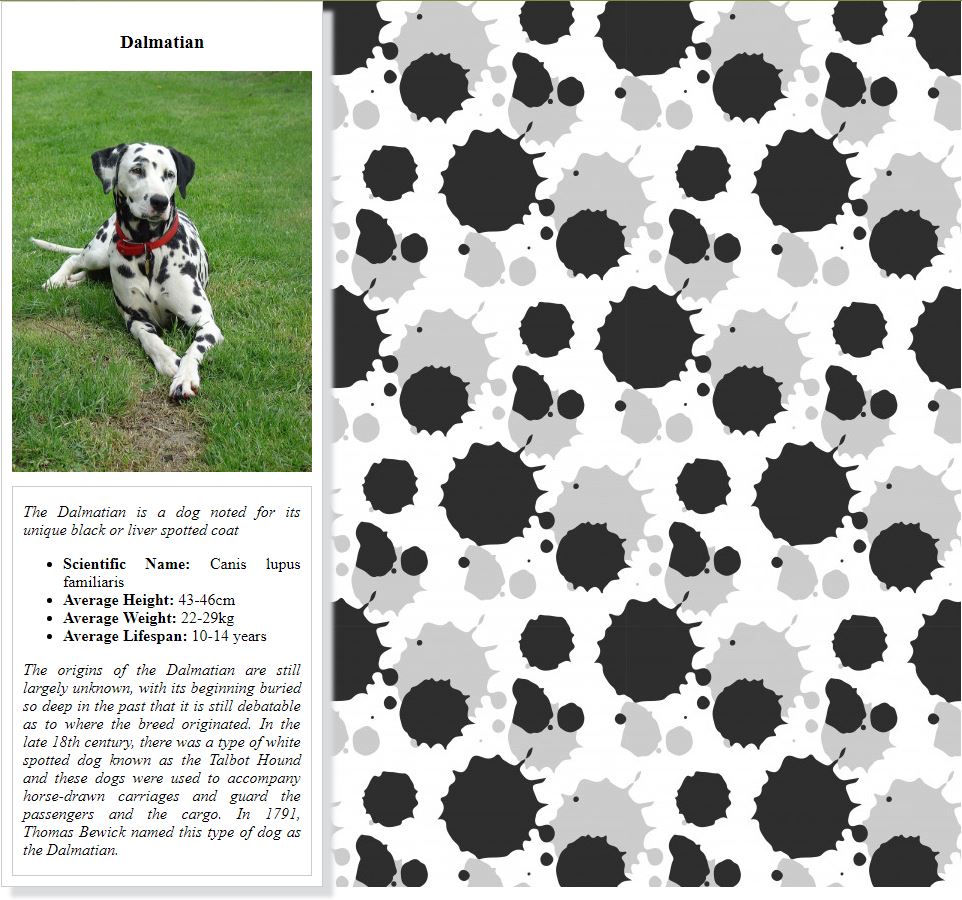 Dalmatian
The Dalmatian is a dog noted for its
unique black or liver spotted coat
• Scientific Name: Canis lupus
familiaris
• Average Height: 43-46cm
• Average Weight: 22-29kg
• Average Lifespan: 10-14 years
The origins of the Dalmatian are still
largely unknown, with its beginning buried
so deep in the past that it is still debatable
as to where the breed originated. In the
late 18th century, there was a type of white
spotted dog known as the Talbot Hound
and these dogs were used to accompany
horse-drawn carriages and guard the
passengers and the cargo. In 1791,
Thomas Bewick named this type of dog as
the Dalmatian.